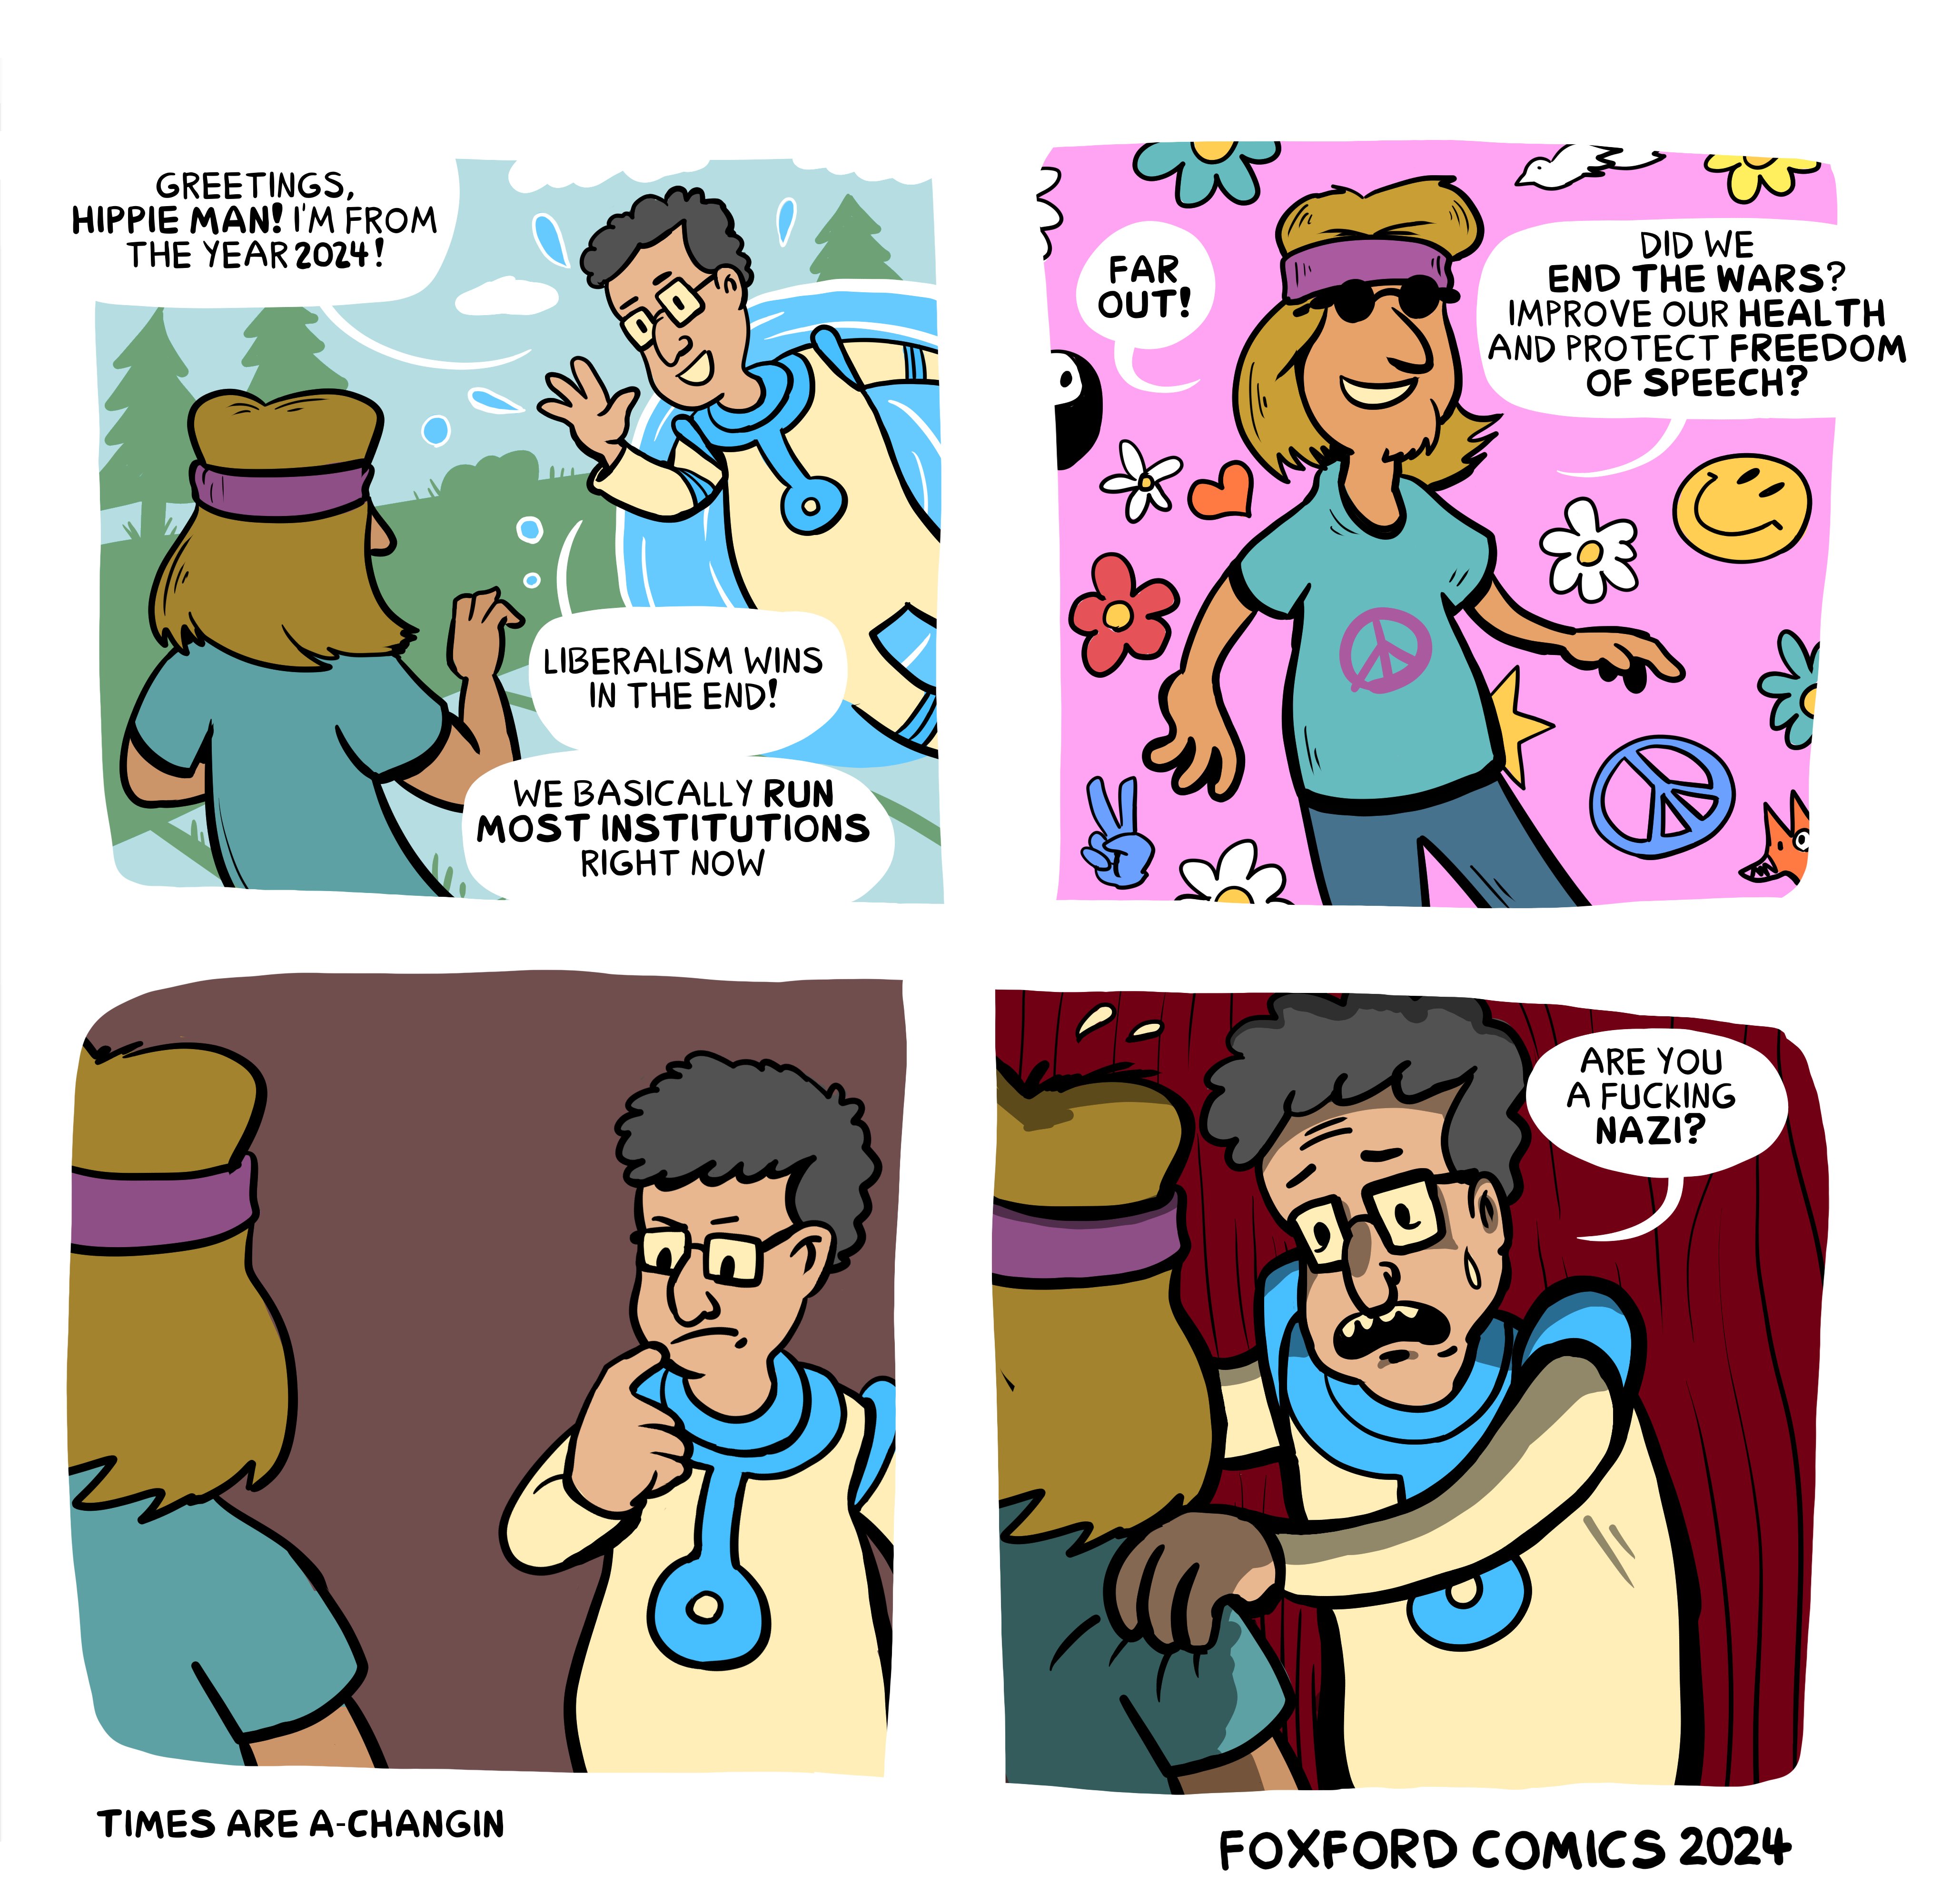 GREETINGS,
HIPPIE MAN! I'M FROM
THE YEAR 2024!
LIBERALISM WINS
IN THE END!
WE BASICALLY RUN
MOST INSTITUTIONS
RIGHT NOW
FAR
OUT!
DID WE
END THE WARS?
IMPROVE OUR HEALTH
AND PROTECT FREEDOM
OF SPEECH?
ARE YOU
A FUCKING
NAZI?
TIMES ARE A-CHANGIN
FOXFORD COMICS 2024